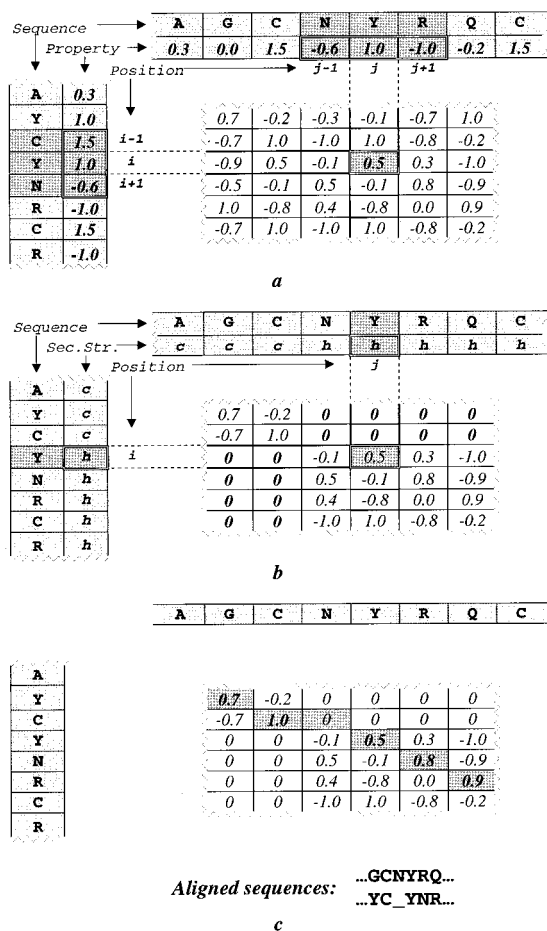 Sequence A G C N Y R Q C
Property 0.3 0.0 1.5 -0.6 1.0 -1.0 -0.2 1.5
Position j-1 j j+1
A 0.3
Y 1.0 0.7 -0.2 -0.3 -0.1 -0.7 1.0
C 1.5 i-1 -0.7 1.0 -1.0 1.0 -0.8 -0.2
Y 1.0 i -0.9 0.5 -0.1 0.5 0.3 -1.0
N -0.6 i+1 -0.5 -0.1 0.5 -0.1 0.8 -0.9
R -1.0 1.0 -0.8 0.4 -0.8 0.0 0.9
C 1.5 -0.7 1.0 -1.0 1.0 -0.8 -0.2
R -1.0
a
Sequence A G C N Y R Q C
Sec.Str. c c c h h h h h
Position j
A c
Y c 0.7 -0.2 0 0 0 0
C c -0.7 1.0 0 0 0 0
Y h i 0 0 -0.1 0.5 0.3 -1.0
N h 0 0 0.5 -0.1 0.8 -0.9
R h 0 0 0.4 -0.8 0.0 0.9
C h 0 0 -1.0 1.0 -0.8 -0.2
R h
b
A G C N Y R Q C
A
Y 0.7 -0.2 0 0 0 0
C -0.7 1.0 0 0 0 0
Y 0 0 -0.1 0.5 0.3 -1.0
N 0 0 0.5 -0.1 0.8 -0.9
R 0 0 0.4 -0.8 0.0 0.9
C 0 0 -1.0 1.0 -0.8 -0.2
R
Aligned sequences: ...GCNYRQ...
...YC_YNR...
c